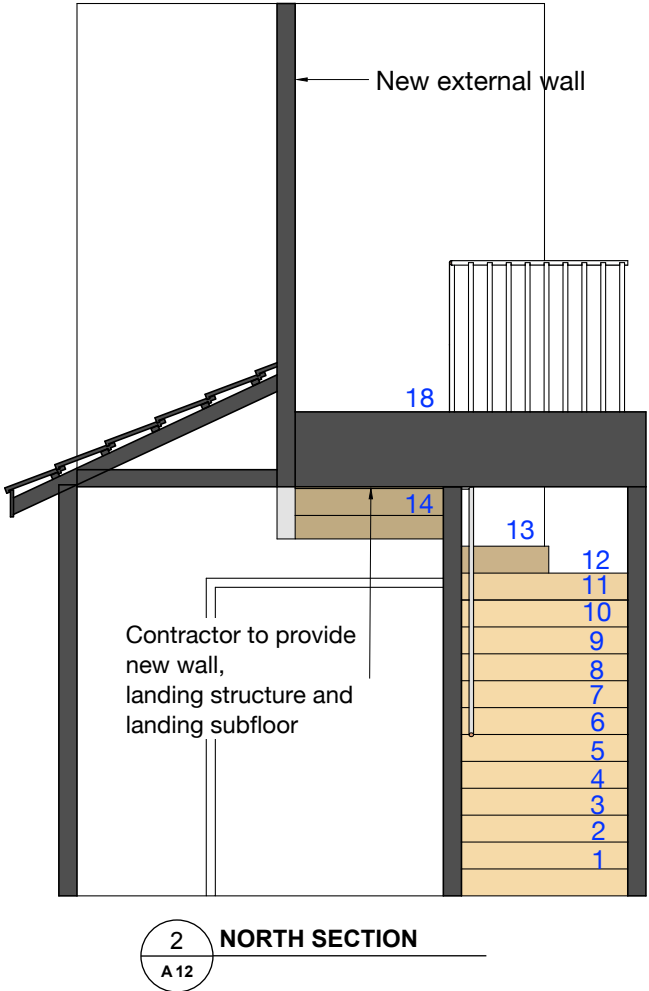 New external wall
18
14
13
12
11
10
9
8
7
6
5
4
3
2
1
Contractor to provide
new wall,
landing structure and
landing subfloor
2
NORTH SECTION
A 12